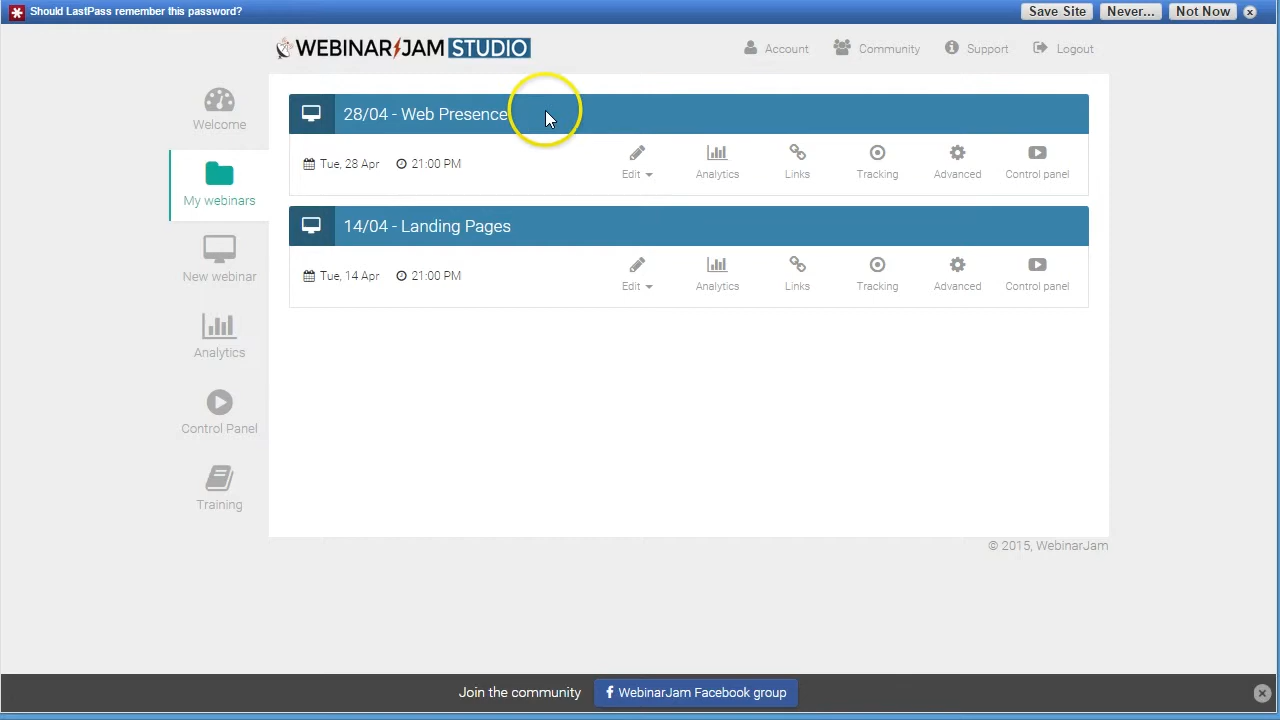 Should LastPass remember this password?
Save Site
Never...
Not Now
WEBINARJAM STUDIO
Account
Community
Support
Logout
Welcome
My webinars
New webinar
Analytics
Control Panel
Training
28/04 - Web Presence
Tue, 28 Apr
21:00 PM
Edit
Analytics
Links
Tracking
Advanced
Control panel
14/04 - Landing Pages
Tue, 14 Apr
21:00 PM
Edit
Analytics
Links
Tracking
Advanced
Control panel
© 2015, WebinarJam
Join the community
f WebinarJam Facebook group